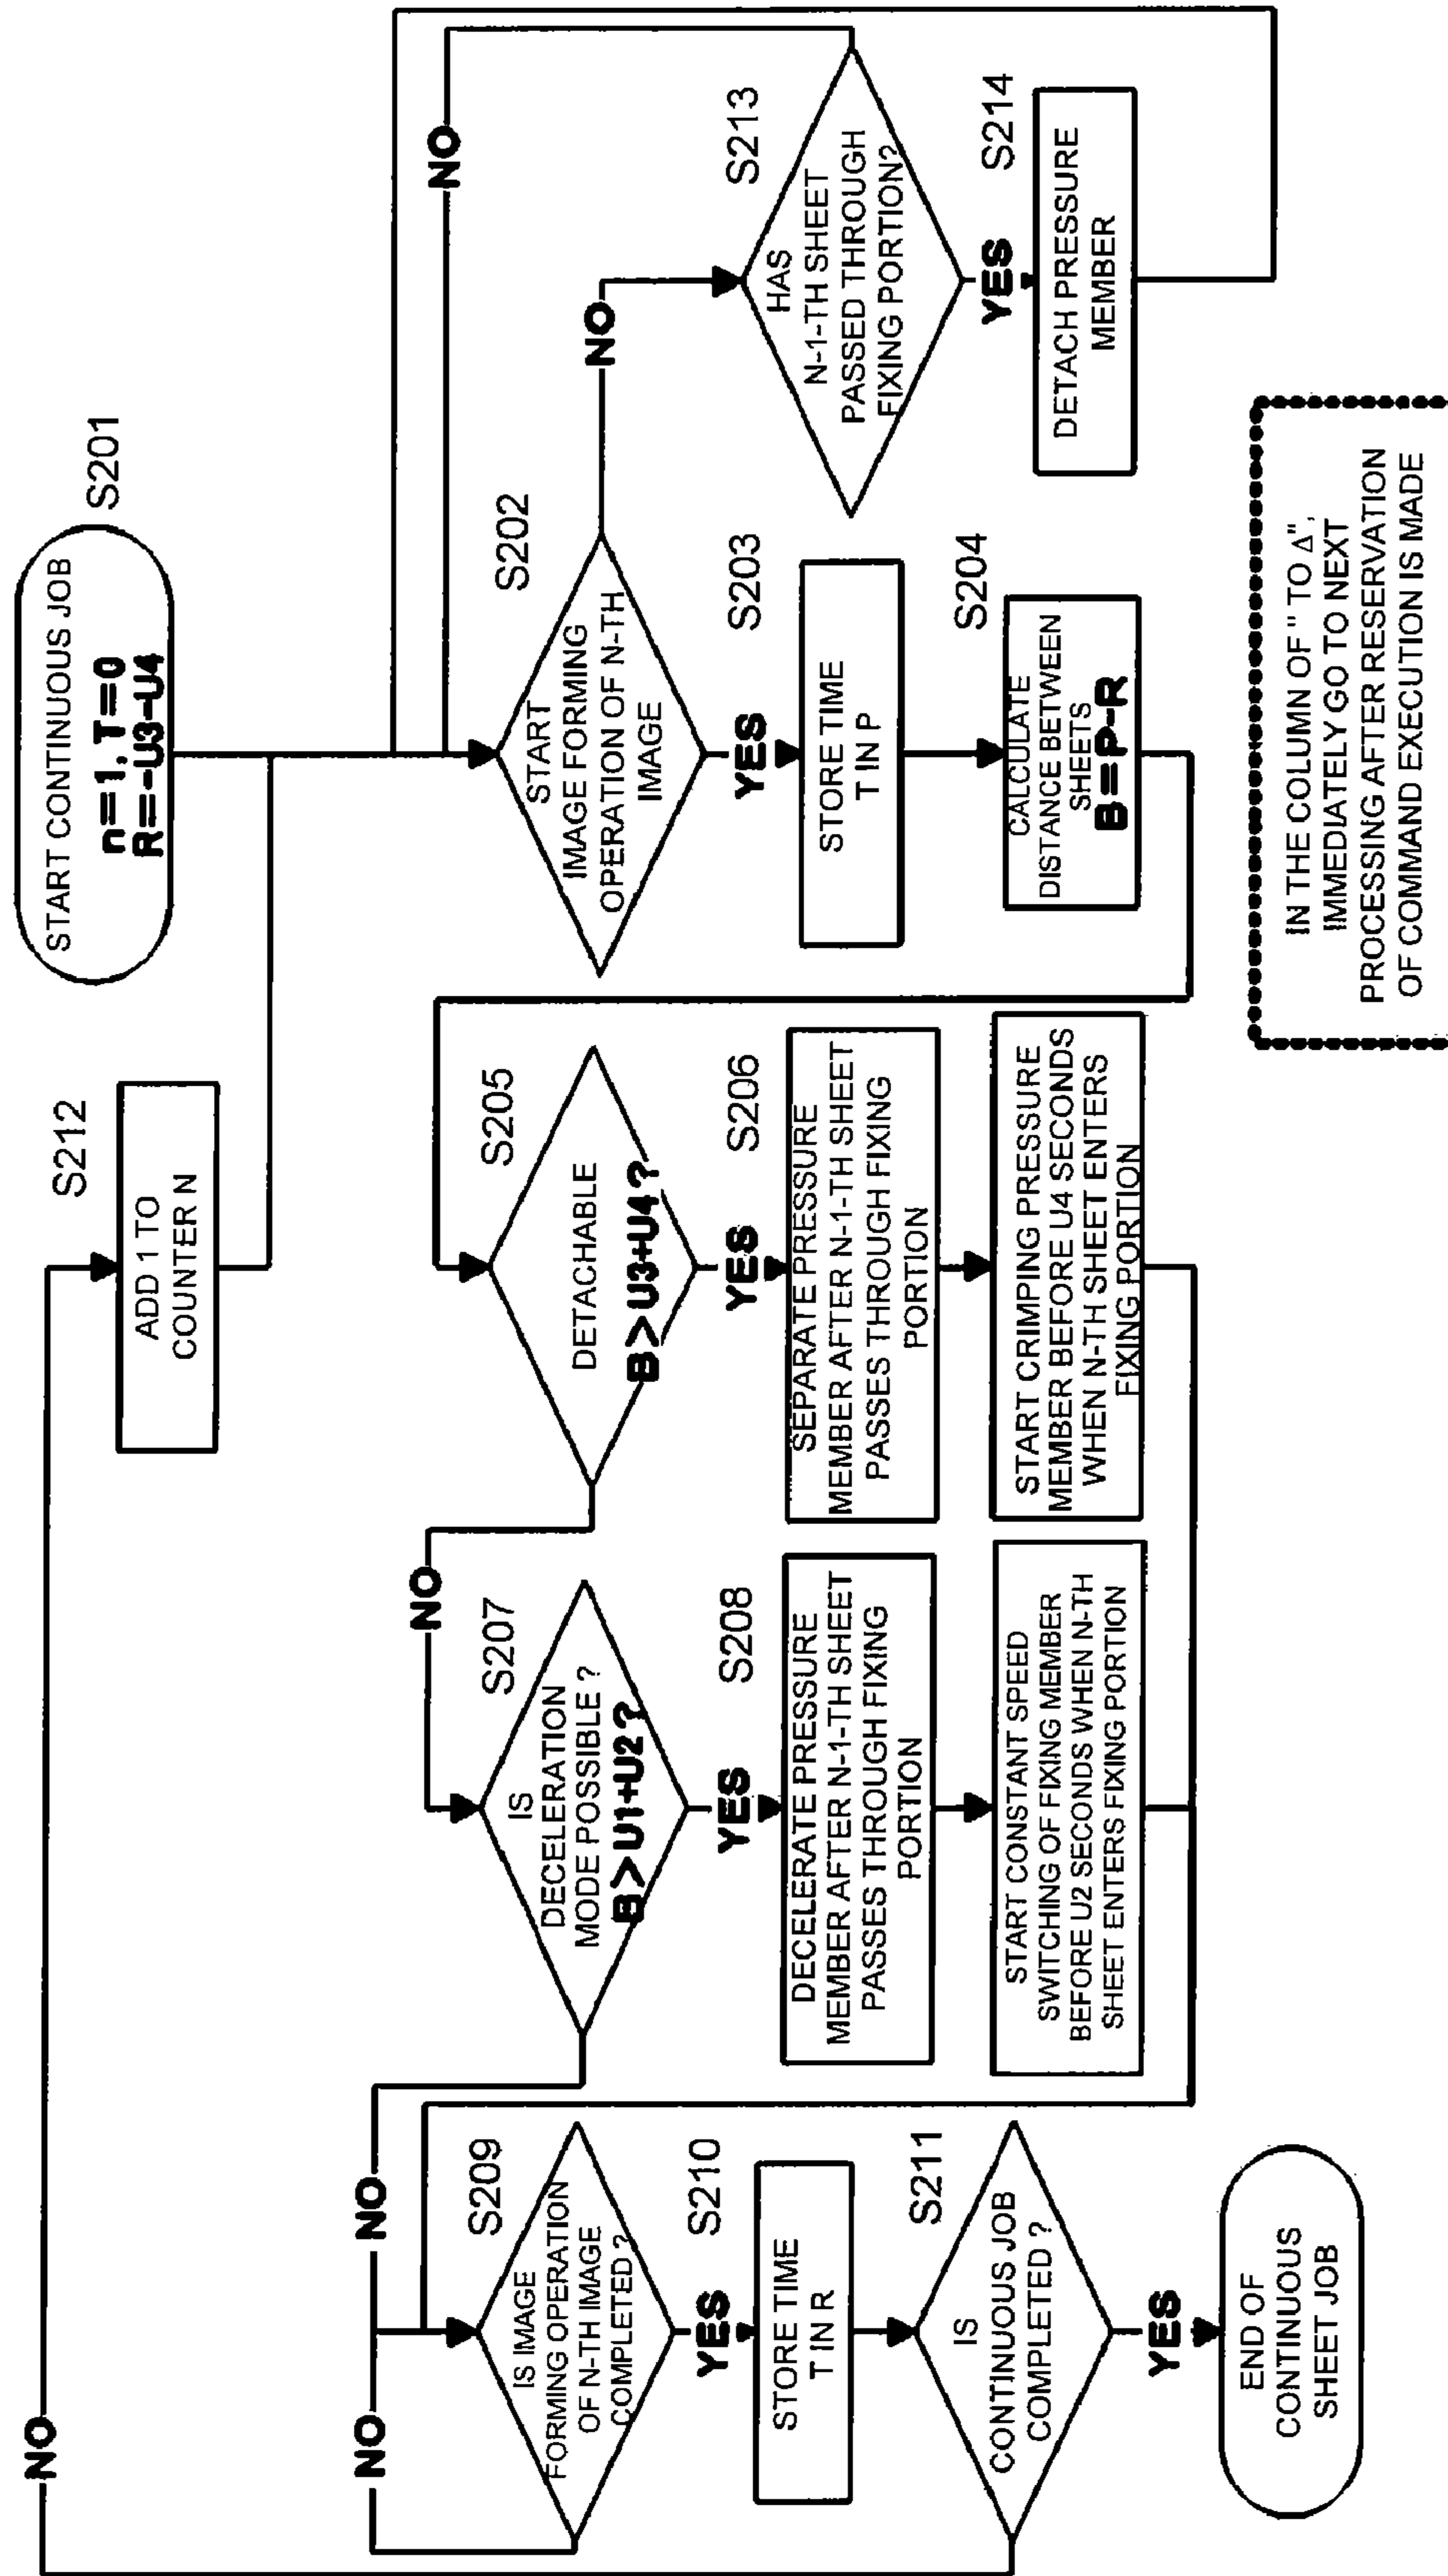 START CONTINUOUS JOB
n=1, T=0
R=-U3-U4
S201
START
IMAGE FORMING
OPERATION OF N-TH
IMAGE
S202
NO
YES
STORE TIME
T IN P
S203
CALCULATE
DISTANCE BETWEEN
SHEETS
B=P-R
S204
HAS
N-1-TH SHEET
PASSED THROUGH
FIXING PORTION?
S213
NO
YES
DETACH PRESSURE
MEMBER
S214
ADD 1 TO
COUNTER N
S212
DETACHABLE
B>U3+U4?
S205
NO
YES
SEPARATE PRESSURE
MEMBER AFTER N-1-TH SHEET
PASSES THROUGH FIXING
PORTION
S206
START CRIMPING PRESSURE
MEMBER BEFORE U4 SECONDS
WHEN N-TH SHEET ENTERS
FIXING PORTION
IS
DECELERATION
MODE POSSIBLE ?
B>U1+U2?
S207
NO
YES
DECELERATE PRESSURE
MEMBER AFTER N-1-TH SHEET
PASSES THROUGH FIXING
PORTION
S208
START CONSTANT SPEED
SWITCHING OF FIXING MEMBER
BEFORE U2 SECONDS WHEN N-TH
SHEET ENTERS FIXING PORTION
IS IMAGE
FORMING OPERATION
OF N-TH IMAGE
COMPLETED ?
S209
NO
YES
STORE TIME
T IN R
S210
IS
CONTINUOUS JOB
COMPLETED ?
S211
NO
YES
END OF
CONTINUOUS
SHEET JOB
IN THE COLUMN OF " TO Δ",
IMMEDIATELY GO TO NEXT
PROCESSING AFTER RESERVATION
OF COMMAND EXECUTION IS MADE